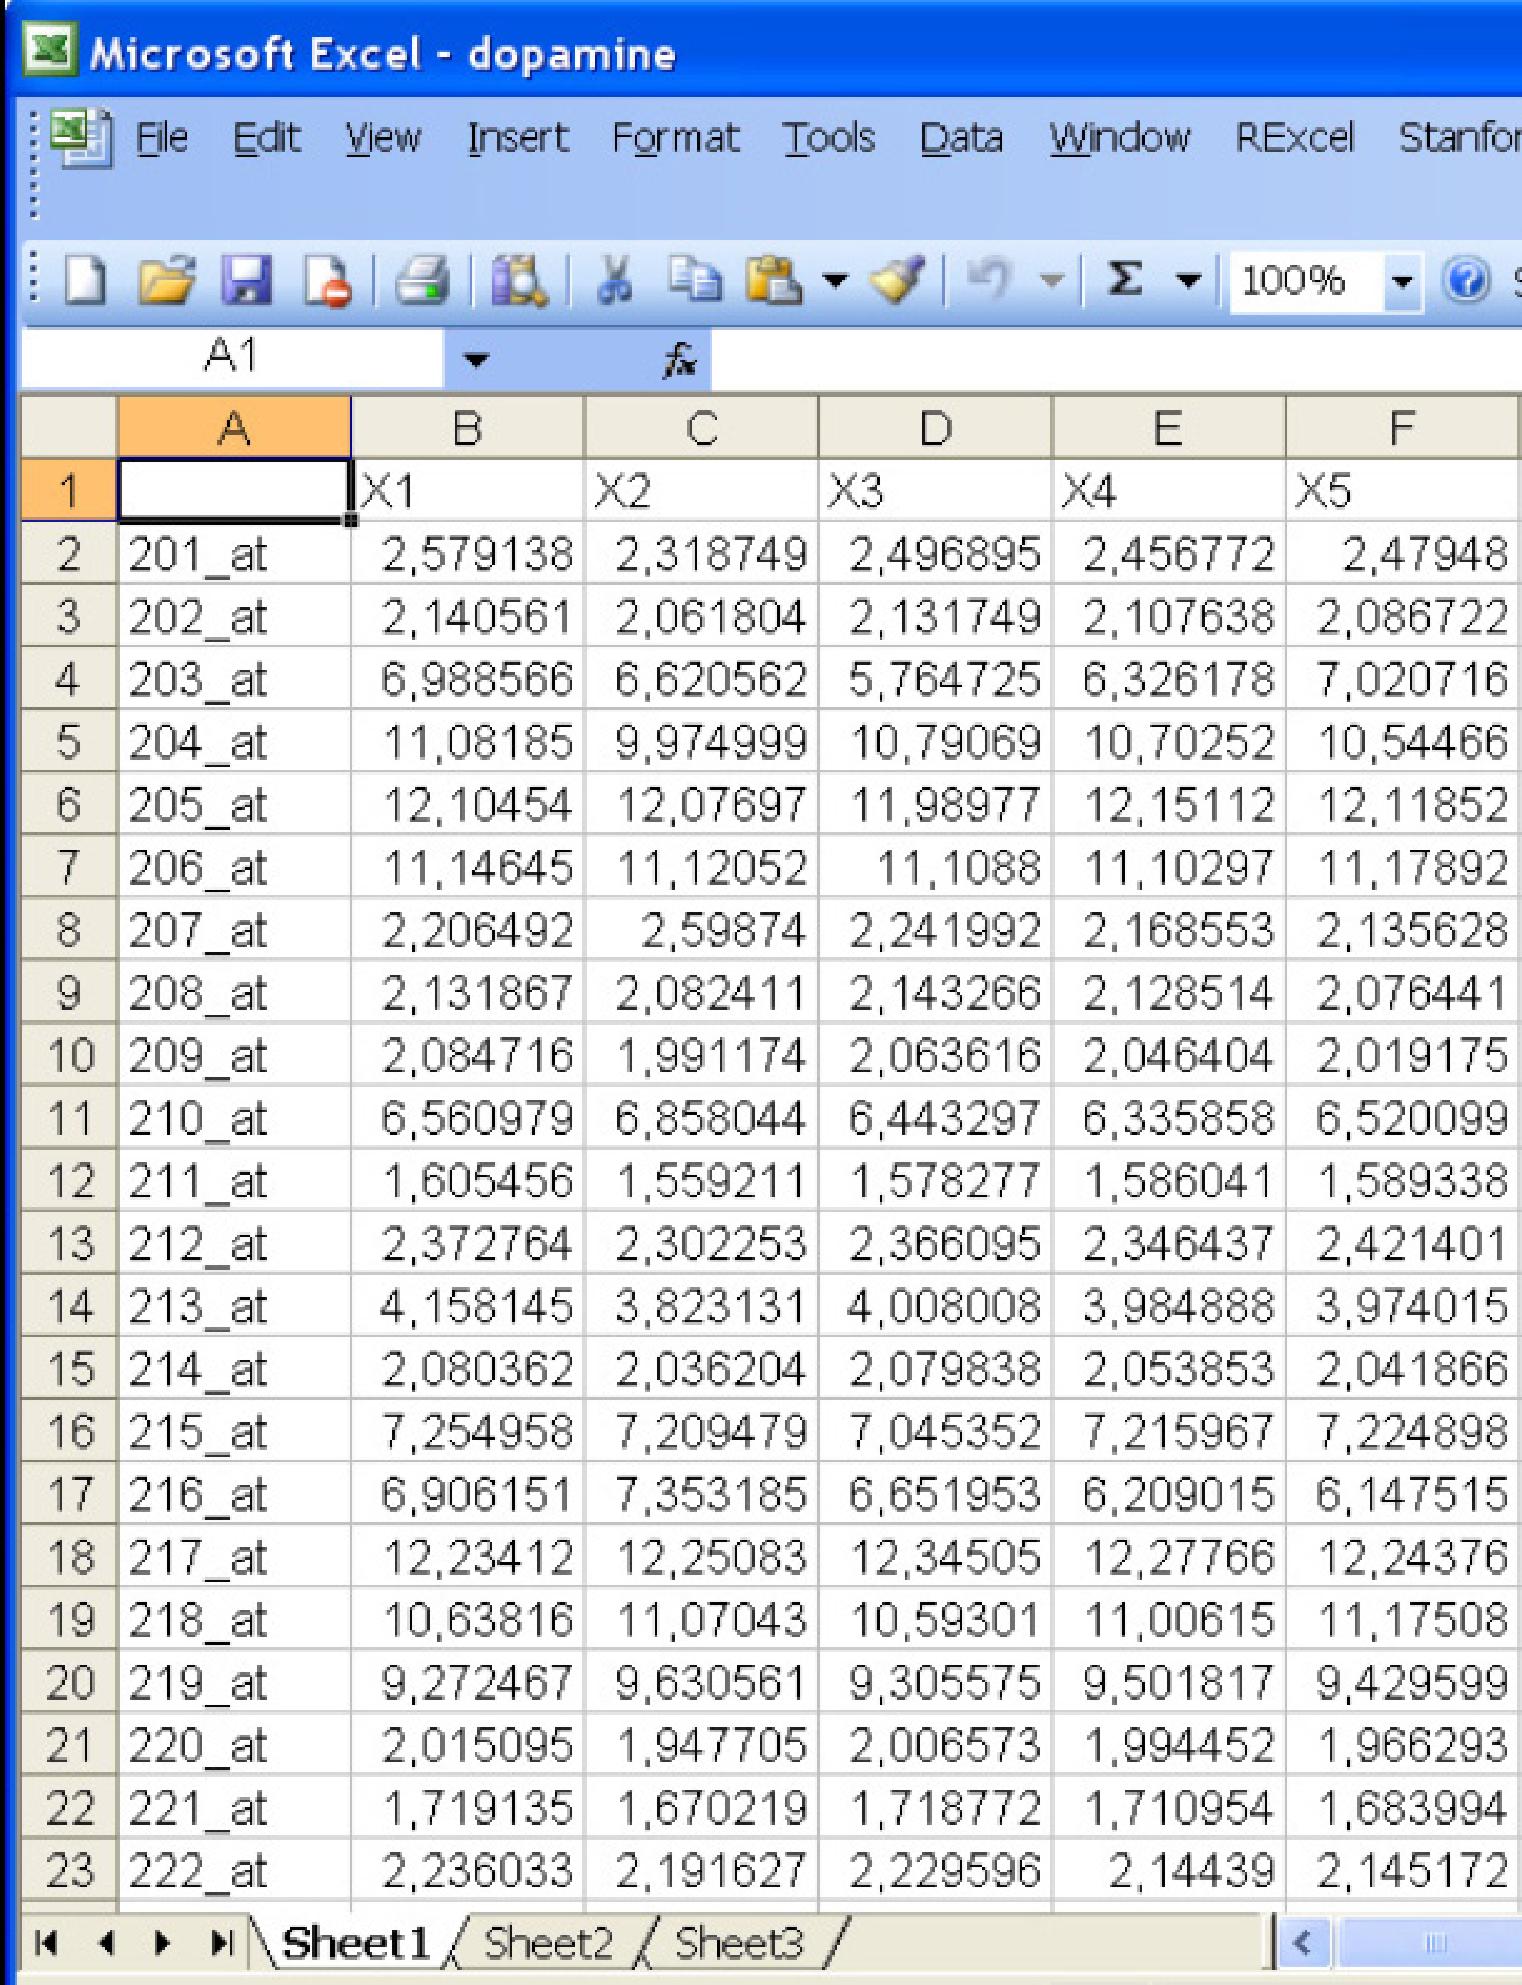 Microsoft Excel - dopamine
File Edit View Insert Format Tools Data Window RExcel Stanfor
Σ 100% ?
A1 fx
A B C D E F
1 X1 X2 X3 X4 X5
2 201_at 2,579138 2,318749 2,496895 2,456772 2,47948
3 202_at 2,140561 2,061804 2,131749 2,107638 2,086722
4 203_at 6,988566 6,620562 5,764725 6,326178 7,020716
5 204_at 11,08185 9,974999 10,79069 10,70252 10,54466
6 205_at 12,10454 12,07697 11,98977 12,15112 12,11852
7 206_at 11,14645 11,12052 11,1088 11,10297 11,17892
8 207_at 2,206492 2,59874 2,241992 2,168553 2,135628
9 208_at 2,131867 2,082411 2,143266 2,128514 2,076441
10 209_at 2,084716 1,991174 2,063616 2,046404 2,019175
11 210_at 6,560979 6,858044 6,443297 6,335858 6,520099
12 211_at 1,605456 1,559211 1,578277 1,586041 1,589338
13 212_at 2,372764 2,302253 2,366095 2,346437 2,421401
14 213_at 4,158145 3,823131 4,008008 3,984888 3,974015
15 214_at 2,080362 2,036204 2,079838 2,053853 2,041866
16 215_at 7,254958 7,209479 7,045352 7,215967 7,224898
17 216_at 6,906151 7,353185 6,651953 6,209015 6,147515
18 217_at 12,23412 12,25083 12,34505 12,27766 12,24376
19 218_at 10,63816 11,07043 10,59301 11,00615 11,17508
20 219_at 9,272467 9,630561 9,305575 9,501817 9,429599
21 220_at 2,015095 1,947705 2,006573 1,994452 1,966293
22 221_at 1,719135 1,670219 1,718772 1,710954 1,683994
23 222_at 2,236033 2,191627 2,229596 2,14439 2,145172
Sheet1 Sheet2 Sheet3